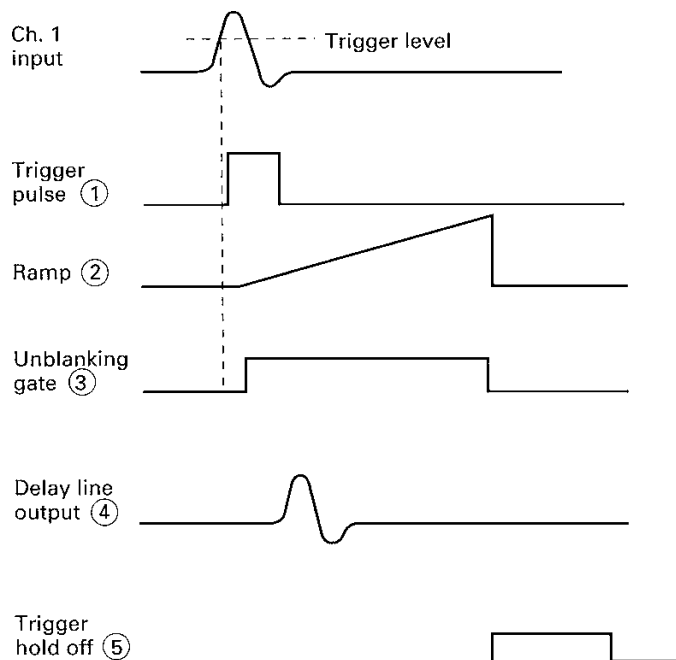 Ch. 1
input
Trigger level
Trigger
pulse ①
Ramp ②
Unblanking
gate ③
Delay line
output ④
Trigger
hold off ⑤